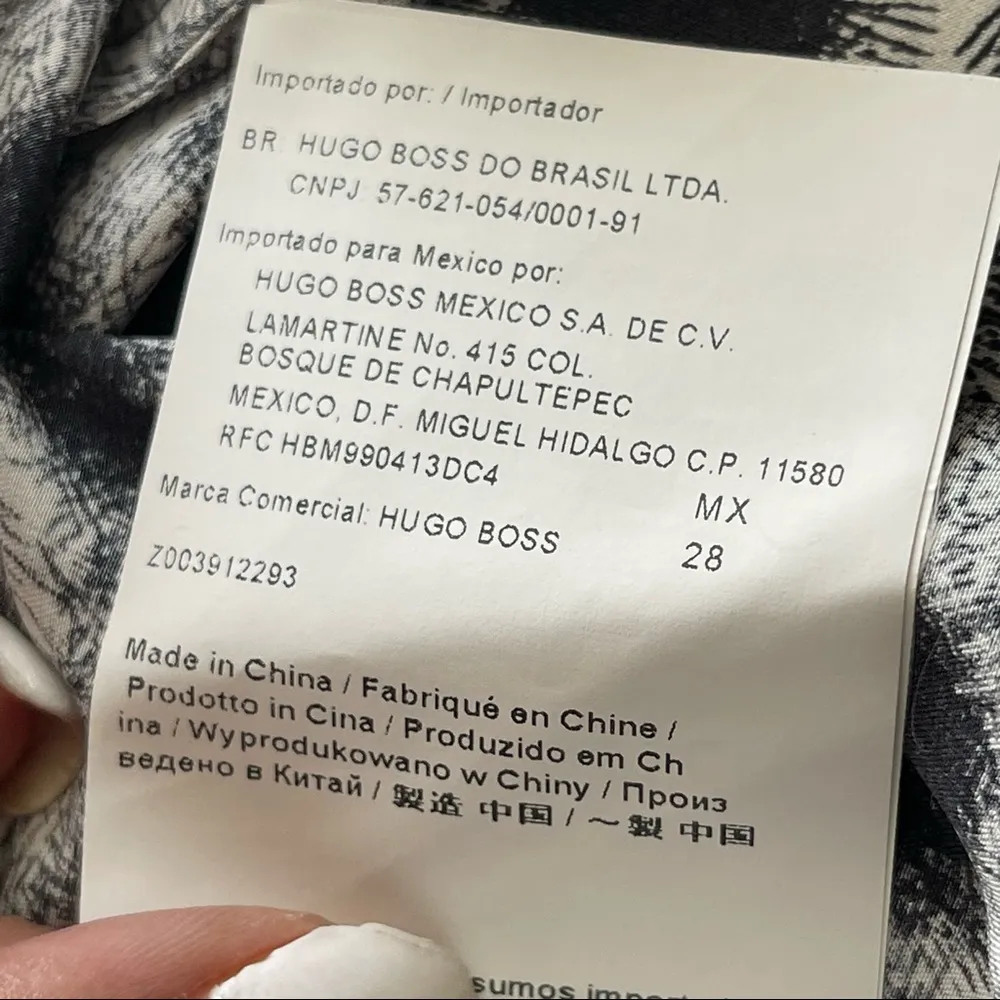 Importado por: / Importador
BR: HUGO BOSS DO BRASIL LTDA.
CNPJ 57-621-054/0001-91
Importado para Mexico por:
HUGO BOSS MEXICO S.A. DE C.V.
LAMARTINE No. 415 COL.
BOSQUE DE CHAPULTEPEC
MEXICO, D.F. MIGUEL HIDALGO C.P. 11580
RFC HBM990413DC4 MX
Marca Comercial: HUGO BOSS 28
Z003912293
Made in China / Fabriqué en Chine /
Prodotto in Cina / Produzido em Ch
ina / Wyprodukowano w Chiny / Произ
ведено в Китай / 製造 中国 / ～製 中国
sumos